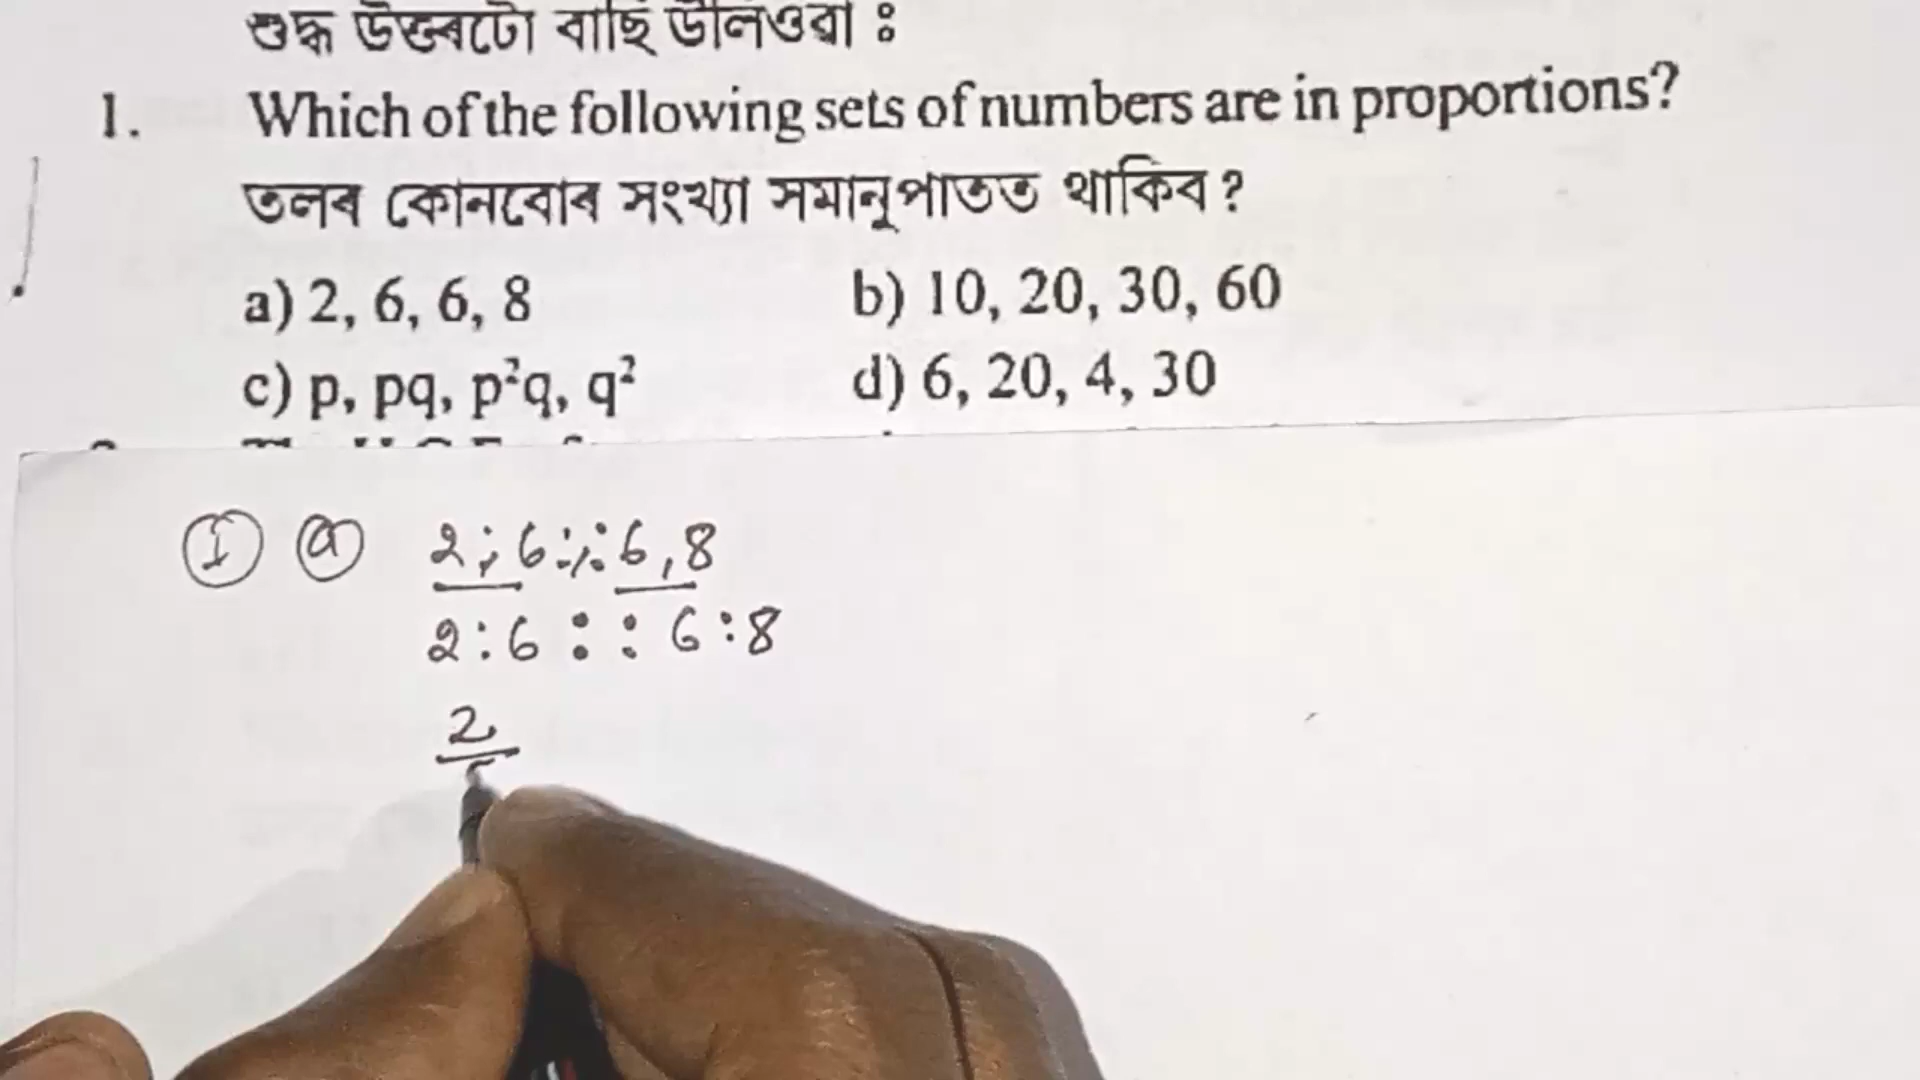 শুদ্ধ উত্তৰটো বাছি উলিওৱা :
1. Which of the following sets of numbers are in proportions?
তলৰ কোনবোৰ সংখ্যা সমানুপাতত থাকিব ?
a) 2, 6, 6, 8 b) 10, 20, 30, 60
c) p, pq, p²q, q² d) 6, 20, 4, 30
1 a 2 : 6 :: 6, 8
2 : 6 :: 6 : 8
2